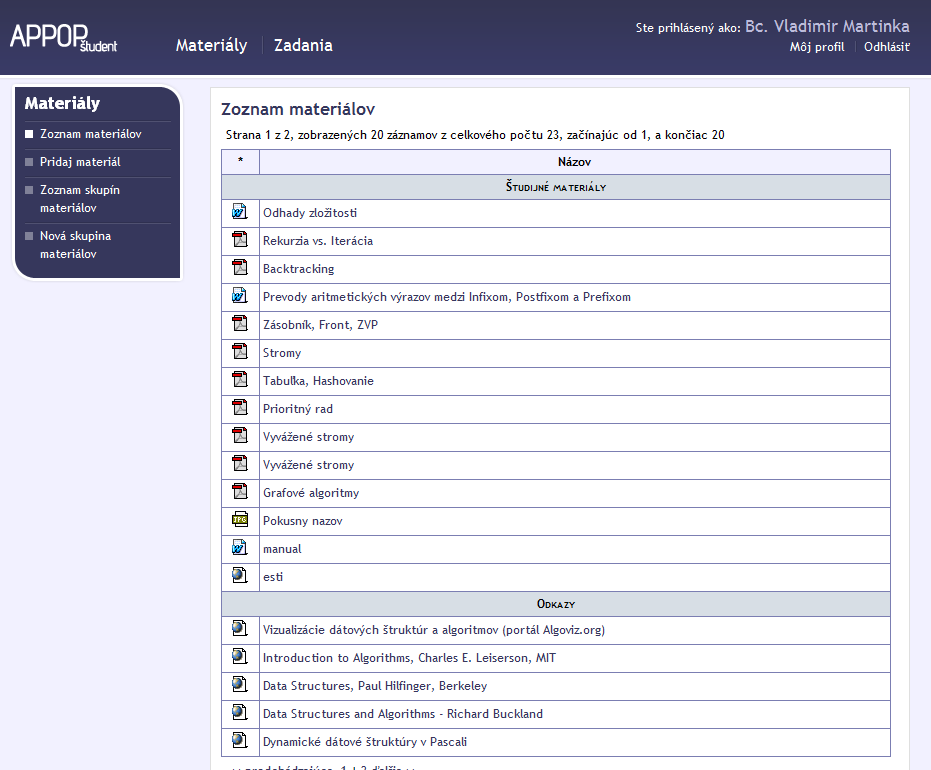 APPOP študent
Materiály Zadania
Ste prihlásený ako: Bc. Vladimir Martinka
Môj profil Odhlásiť
Materiály
Zoznam materiálov
Pridaj materiál
Zoznam skupín
materiálov
Nová skupina
materiálov
Zoznam materiálov
Strana 1 z 2, zobrazených 20 záznamov z celkového počtu 23, začínajúc od 1, a končiac 20
* Názov
Študijné materiály
Odhady zložitosti
Rekurzia vs. Iterácia
Backtracking
Prevody aritmetických výrazov medzi Infixom, Postfixom a Prefixom
Zásobník, Front, ZVP
Stromy
Tabuľka, Hashovanie
Prioritný rad
Vyvážené stromy
Vyvážené stromy
Grafové algoritmy
Pokusny nazov
manual
esti
Odkazy
Vizualizácie dátových štruktúr a algoritmov (portál Algoviz.org)
Introduction to Algorithms, Charles E. Leiserson, MIT
Data Structures, Paul Hilfinger, Berkeley
Data Structures and Algorithms - Richard Buckland
Dynamické dátové štruktúry v Pascali